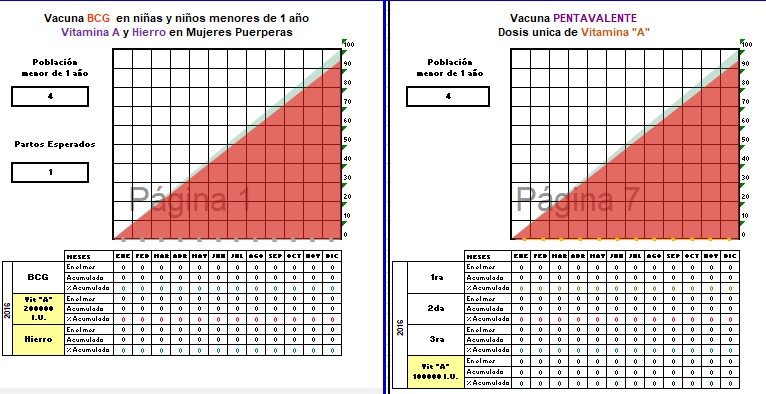 Vacuna BCG en niñas y niños menores de 1 año
Vitamina A y Hierro en Mujeres Puerperas
Población
menor de 1 año
4
Partos Esperados
1
100
90
80
70
60
50
40
30
20
10
0
Página 1
MESES ENE FEB MAR ABR MAY JUN JUL AGO SEP OCT NOV DIC
2016
BCG
En el mes 0 0 0 0 0 0 0 0 0 0 0 0
Acumulada 0 0 0 0 0 0 0 0 0 0 0 0
% Acumulada 0 0 0 0 0 0 0 0 0 0 0 0
Vit "A"
200000
I.U.
En el mes 0 0 0 0 0 0 0 0 0 0 0 0
Acumulada 0 0 0 0 0 0 0 0 0 0 0 0
% Acumulada 0 0 0 0 0 0 0 0 0 0 0 0
Hierro
En el mes 0 0 0 0 0 0 0 0 0 0 0 0
Acumulada 0 0 0 0 0 0 0 0 0 0 0 0
% Acumulada 0 0 0 0 0 0 0 0 0 0 0 0
Vacuna PENTAVALENTE
Dosis unica de Vitamina "A"
Población
menor de 1 año
4
100
90
80
70
60
50
40
30
20
10
0
Página 7
MESES ENE FEB MAR ABR MAY JUN JUL AGO SEP OCT NOV DIC
2016
1ra
En el mes 0 0 0 0 0 0 0 0 0 0 0 0
Acumulada 0 0 0 0 0 0 0 0 0 0 0 0
% Acumulada 0 0 0 0 0 0 0 0 0 0 0 0
2da
En el mes 0 0 0 0 0 0 0 0 0 0 0 0
Acumulada 0 0 0 0 0 0 0 0 0 0 0 0
% Acumulada 0 0 0 0 0 0 0 0 0 0 0 0
3ra
En el mes 0 0 0 0 0 0 0 0 0 0 0 0
Acumulada 0 0 0 0 0 0 0 0 0 0 0 0
% Acumulada 0 0 0 0 0 0 0 0 0 0 0 0
Vit "A"
100000 I.U.
En el mes 0 0 0 0 0 0 0 0 0 0 0 0
Acumulada 0 0 0 0 0 0 0 0 0 0 0 0
% Acumulada 0 0 0 0 0 0 0 0 0 0 0 0